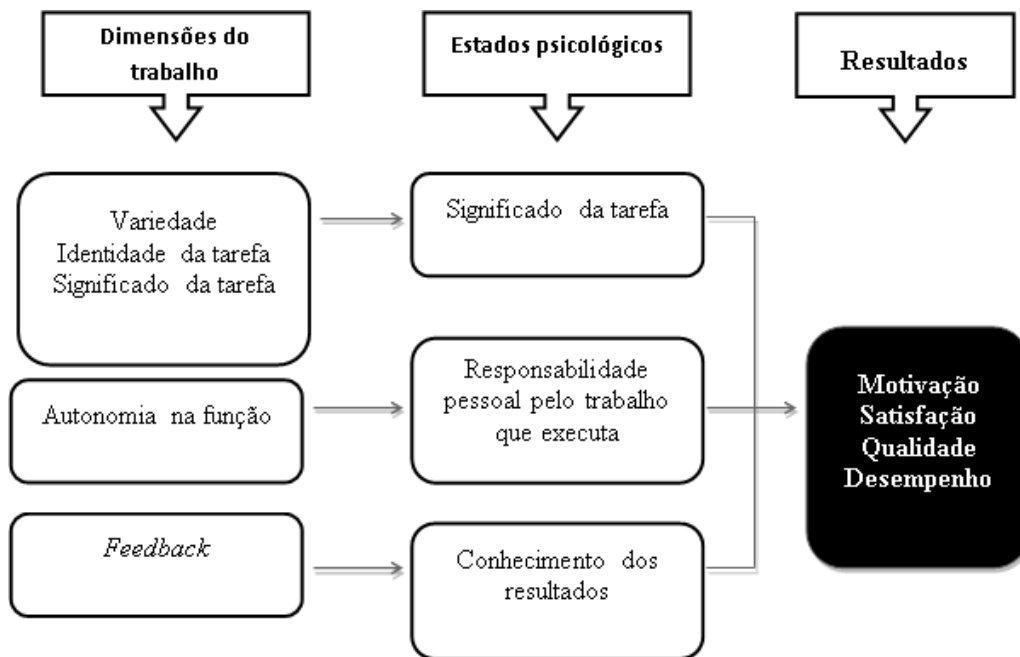 Dimensões do
trabalho
Estados psicológicos
Resultados
Variedade
Identidade da tarefa
Significado da tarefa
Significado da tarefa
Autonomia na função
Responsabilidade
pessoal pelo trabalho
que executa
Feedback
Conhecimento dos
resultados
Motivação
Satisfação
Qualidade
Desempenho